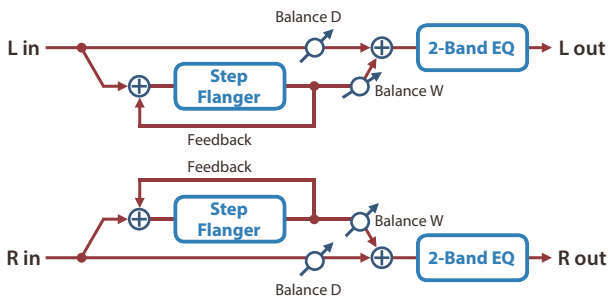 Balance D
L in
2-Band EQ
L out
Step
Flanger
Balance W
Feedback
Feedback
Step
Flanger
Balance W
R in
2-Band EQ
R out
Balance D